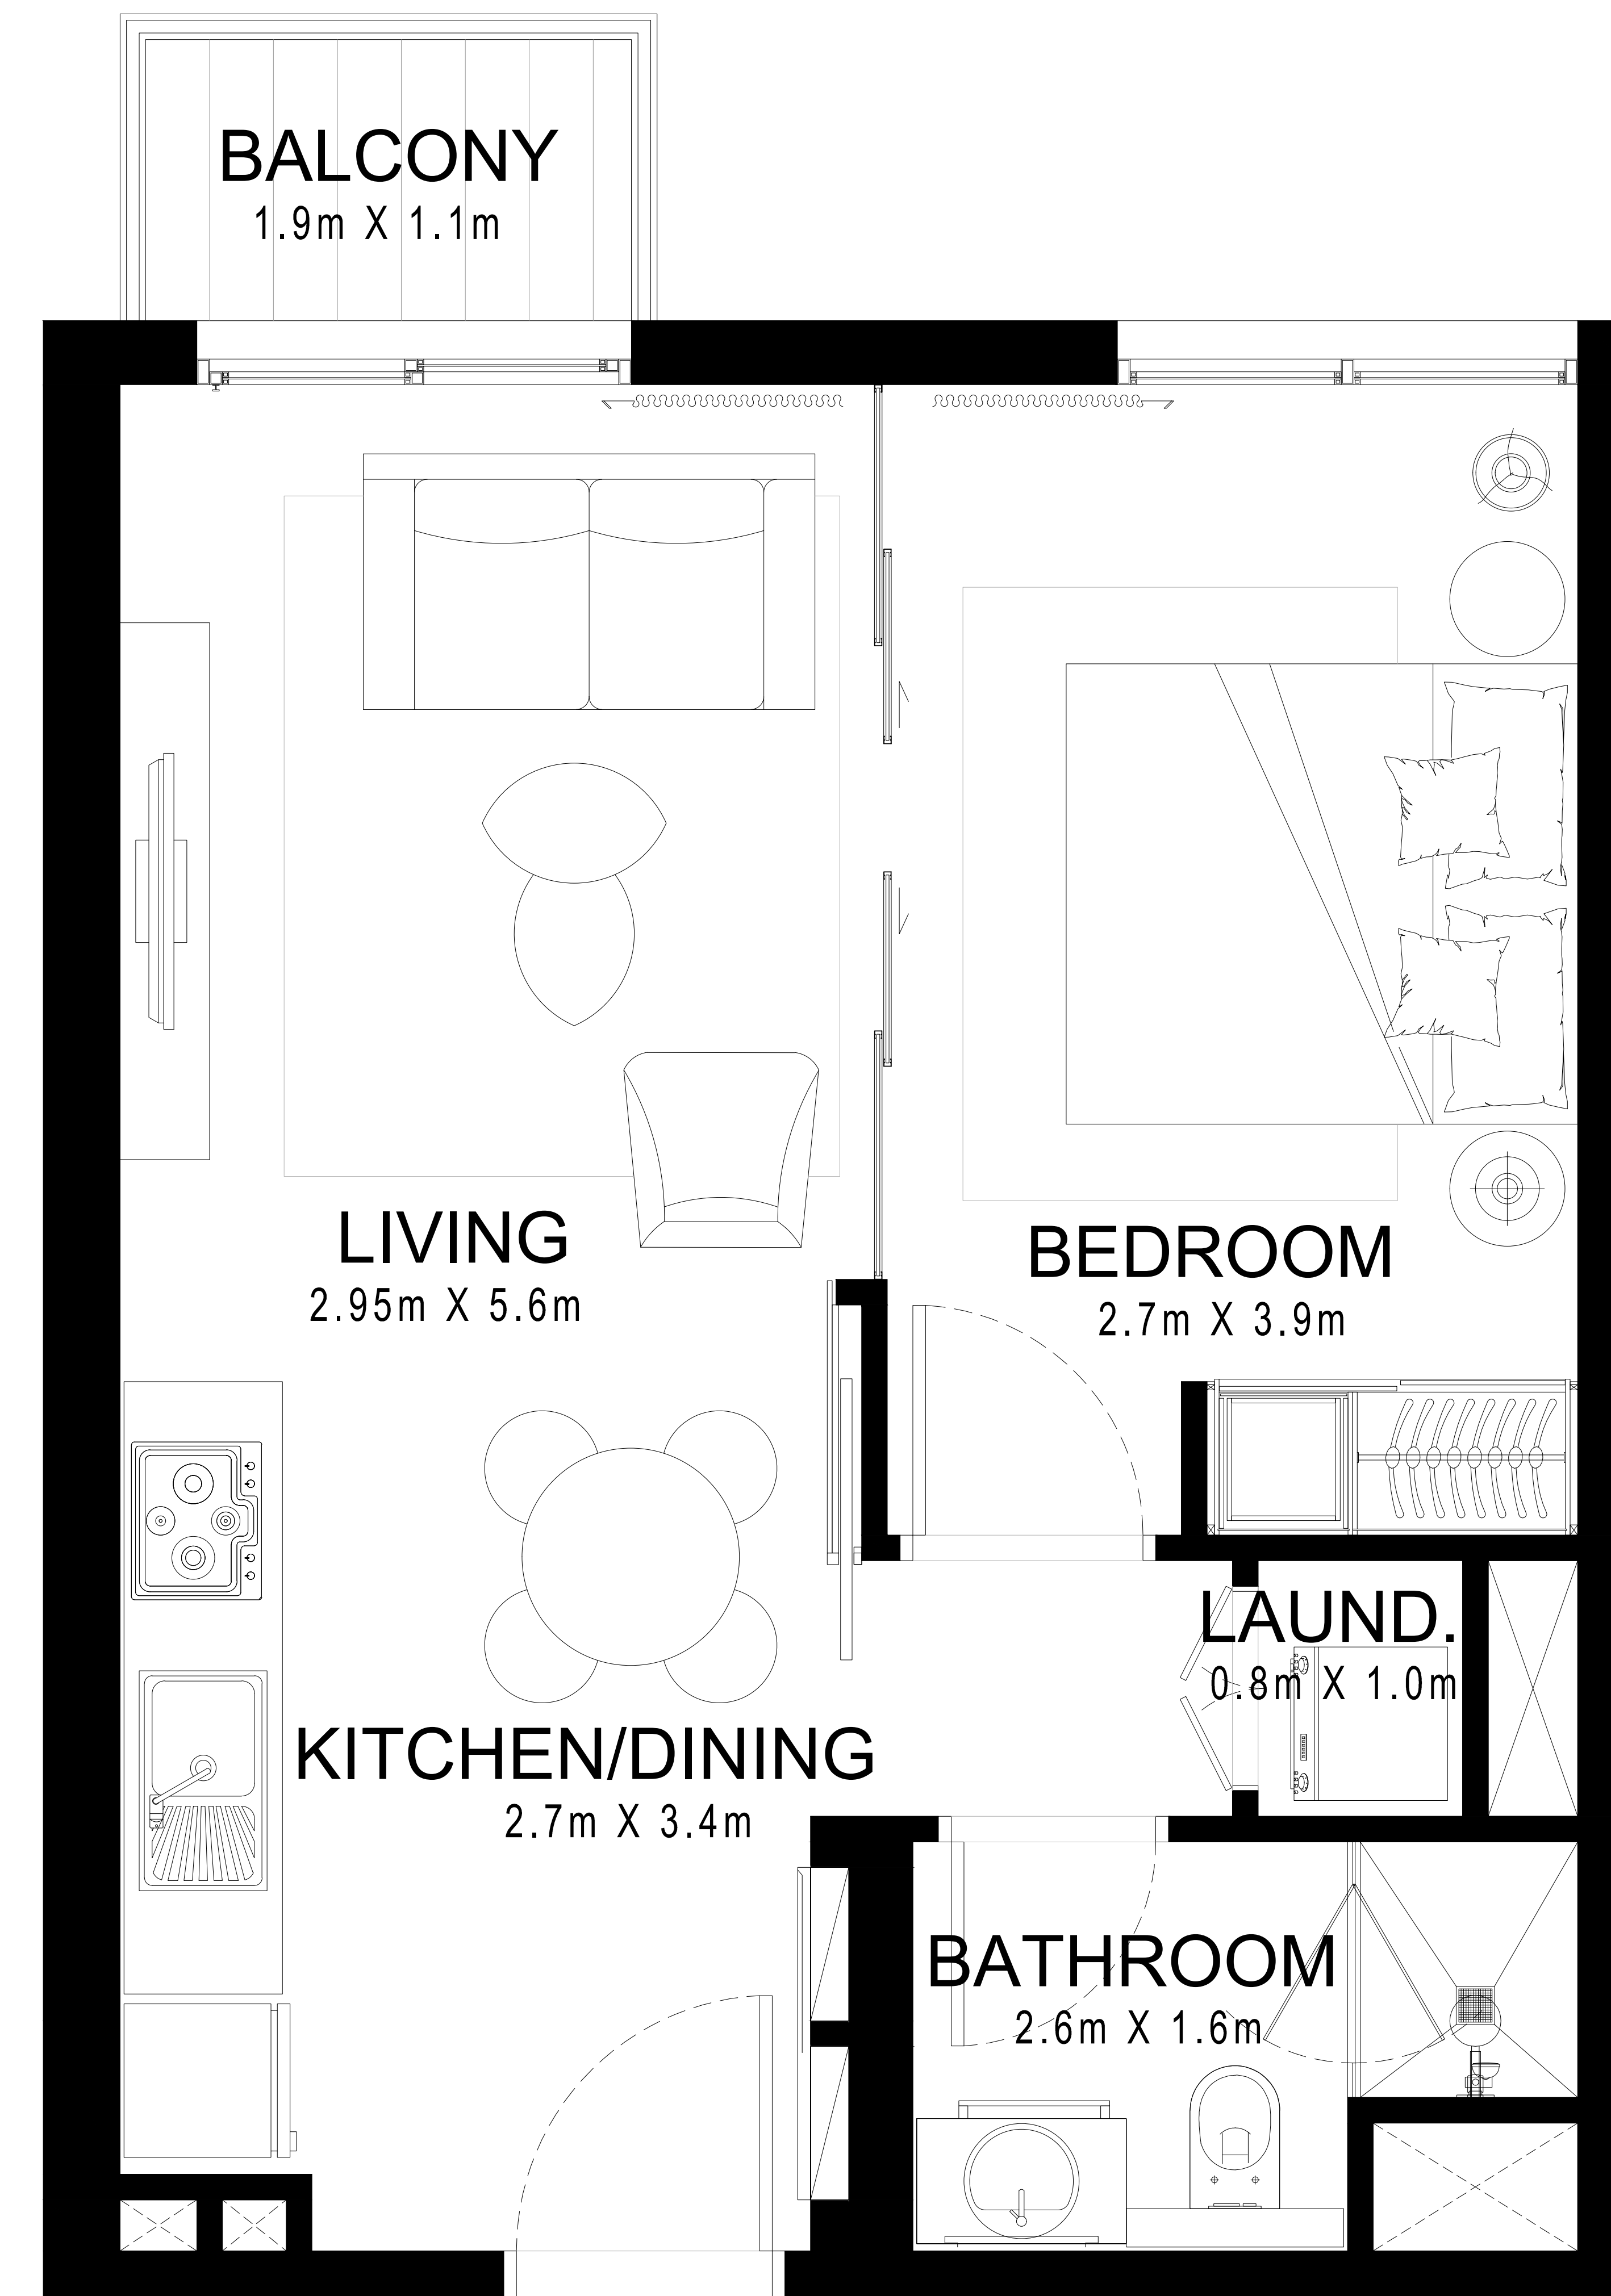 BALCONY
1.9m X 1.1m
LIVING
2.95m X 5.6m
BEDROOM
2.7m X 3.9m
LAUND.
0.8m X 1.0m
KITCHEN/DINING
2.7m X 3.4m
BATHROOM
2.6m X 1.6m